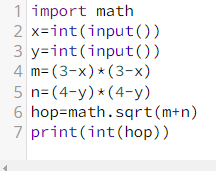 1 import math
2 x=int(input())
3 y=int(input())
4 m=(3-x)*(3-x)
5 n=(4-y)*(4-y)
6 hop=math.sqrt(m+n)
7 print(int(hop))